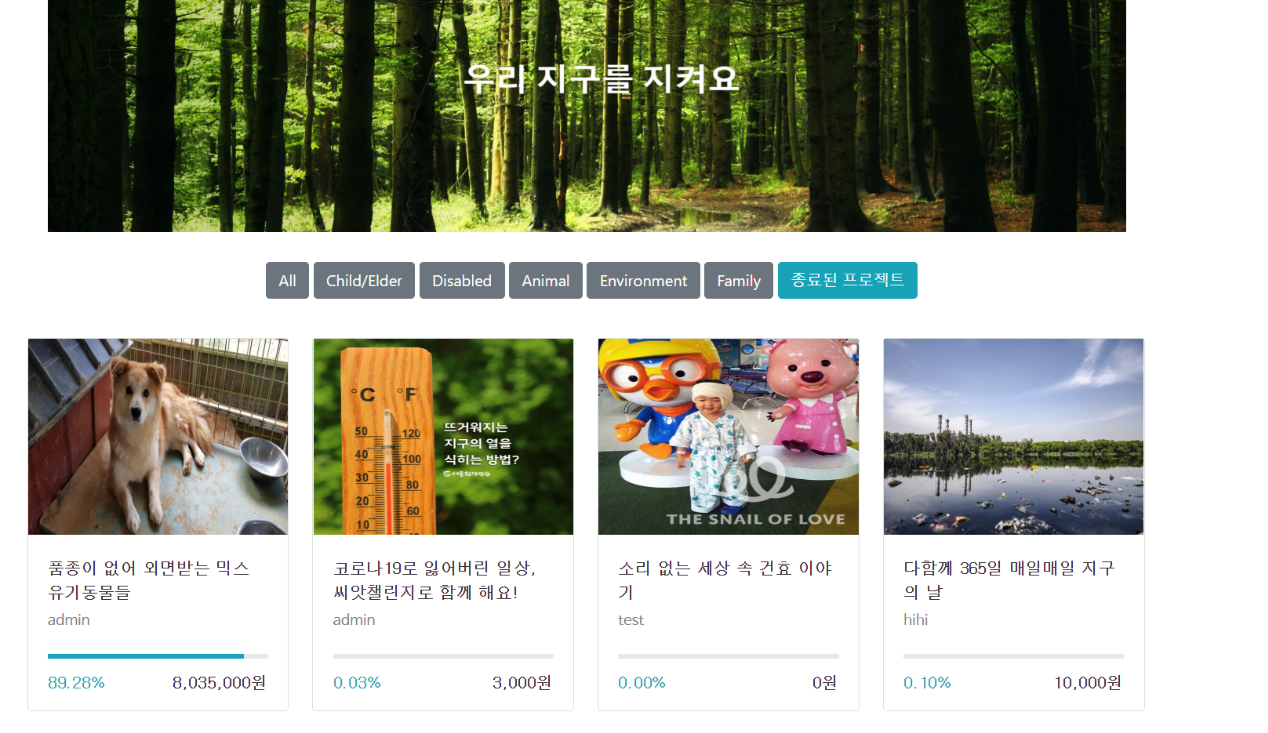 우리 지구를 지켜요
All Child/Elder Disabled Animal Environment Family 종료된 프로젝트
°C °F
50 120
40 100
30 80
20
10 60
뜨거워지는
지구의 열을
식히는 방법?
THE SNAIL OF LOVE
품종이 없어 외면받는 믹스
유기동물들
admin
89.28% 8,035,000원
코로나19로 잃어버린 일상,
씨앗챌린지로 함께 해요!
admin
0.03% 3,000원
소리 없는 세상 속 건효 이야
기
test
0.00% 0원
다함께 365일 매일매일 지구
의 날
hihi
0.10% 10,000원